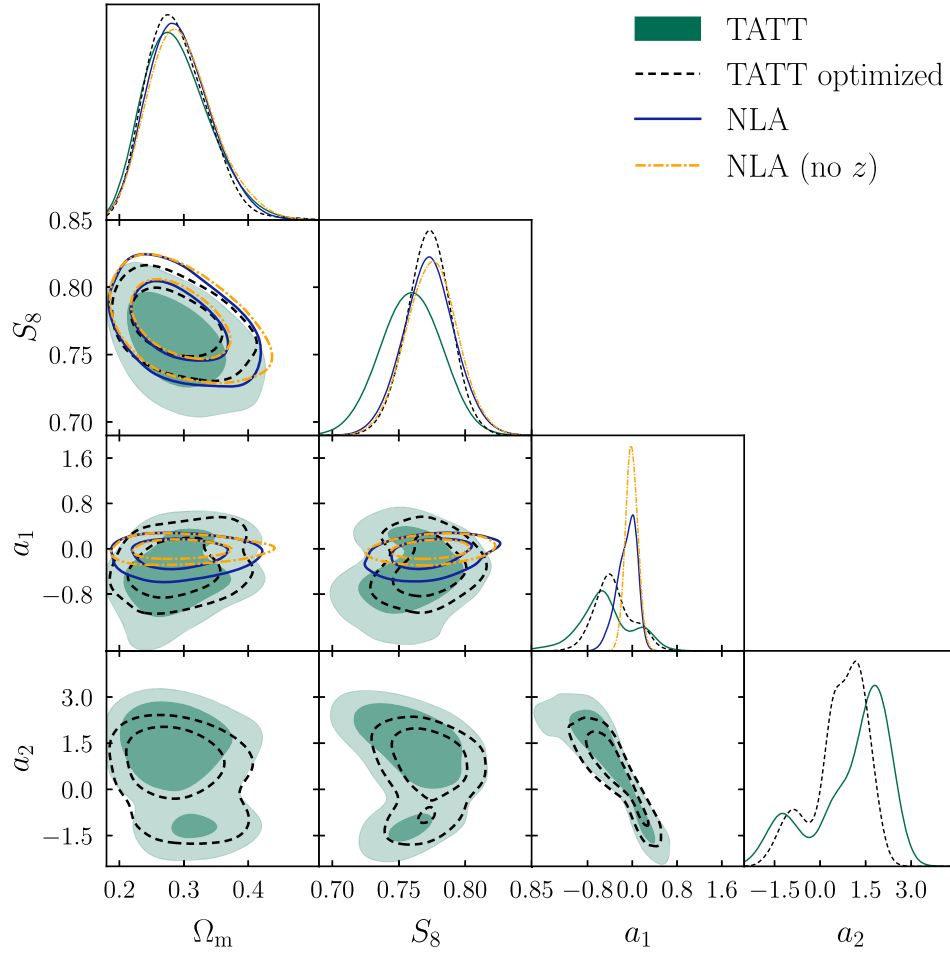 TATT
TATT optimized
NLA
NLA (no z)
0.85
0.80
0.75
0.70
S₈
1.6
0.8
0.0
−0.8
a₁
3.0
1.5
0.0
−1.5
a₂
0.2 0.3 0.4
0.70 0.75 0.80 0.85
−0.8 0.0 0.8 1.6
−1.5 0.0 1.5 3.0
Ωₘ S₈ a₁ a₂